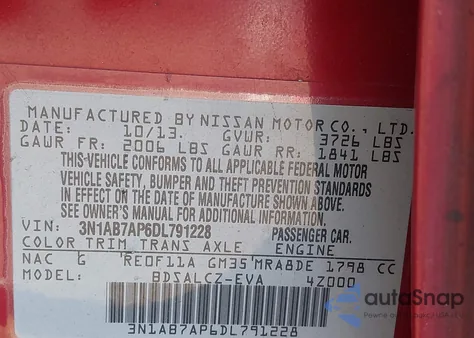 MANUFACTURED BY NISSAN MOTOR CO., LTD.
DATE: 10/13. GVWR: 3726 LBS
GAWR FR: 2006 LBS GAWR RR: 1841 LBS
THIS VEHICLE CONFORMS TO ALL APPLICABLE FEDERAL MOTOR
VEHICLE SAFETY, BUMPER AND THEFT PREVENTION STANDARDS
IN EFFECT ON THE DATE OF MANUFACTURE SHOWN ABOVE.
SEE OWNER'S MANUAL FOR ADDITIONAL INFORMATION.
VIN: 3N1AB7AP6DL791228 PASSENGER CAR.
COLOR TRIM TRANS AXLE ENGINE
NAC G RE0F11A GM35 MRA8DE 1798 CC
MODEL: BDSALCZ-EVA 4Z000
3N1AB7AP6DL791228
autoSnap
Powered by CarsFromWest